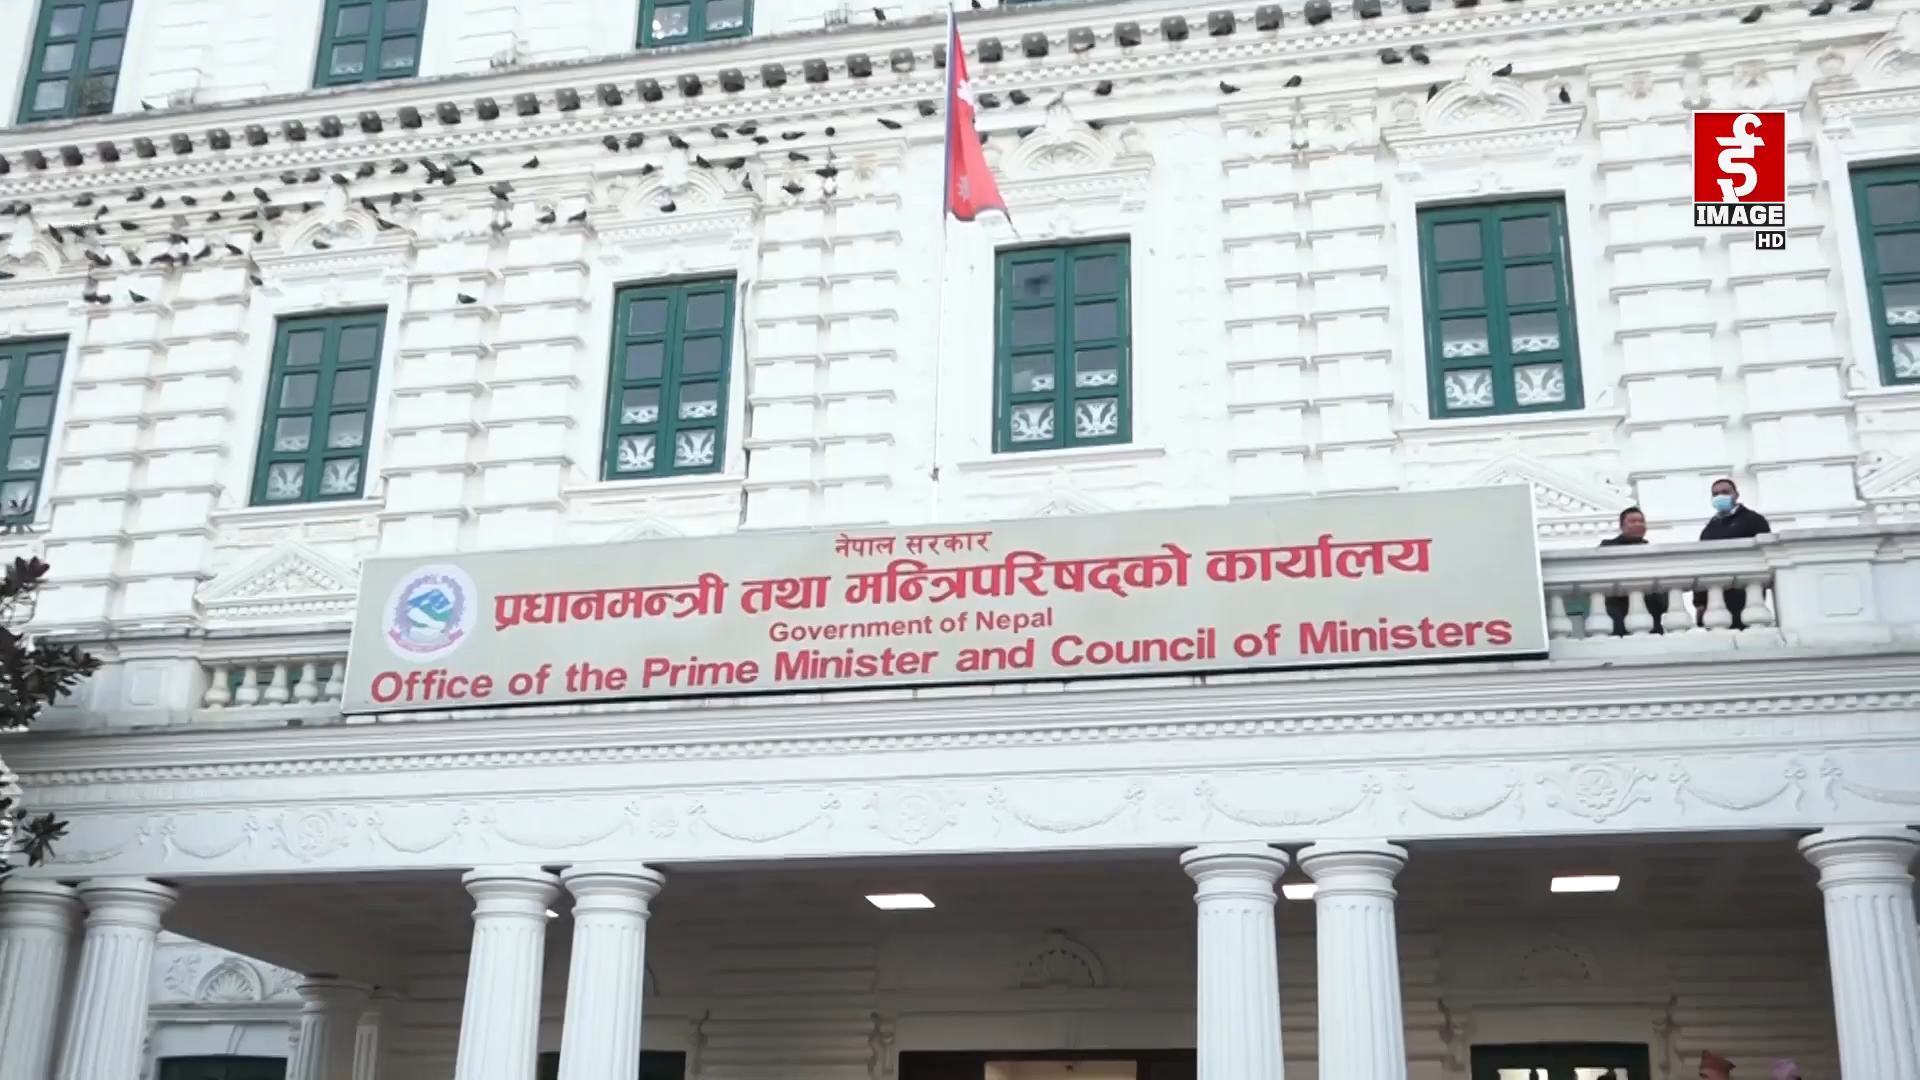 नेपाल सरकार
प्रधानमन्त्री तथा मन्त्रिपरिषद्को कार्यालय
Government of Nepal
Office of the Prime Minister and Council of Ministers
IMAGE
HD